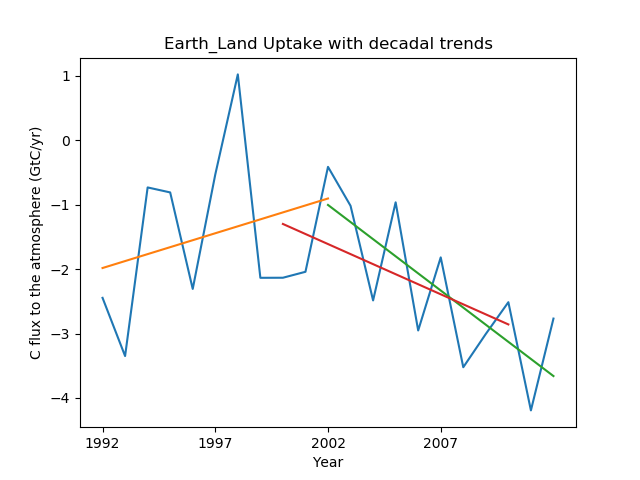 Earth_Land Uptake with decadal trends
C flux to the atmosphere (GtC/yr)
1
0
−1
−2
−3
−4
1992 1997 2002 2007
Year